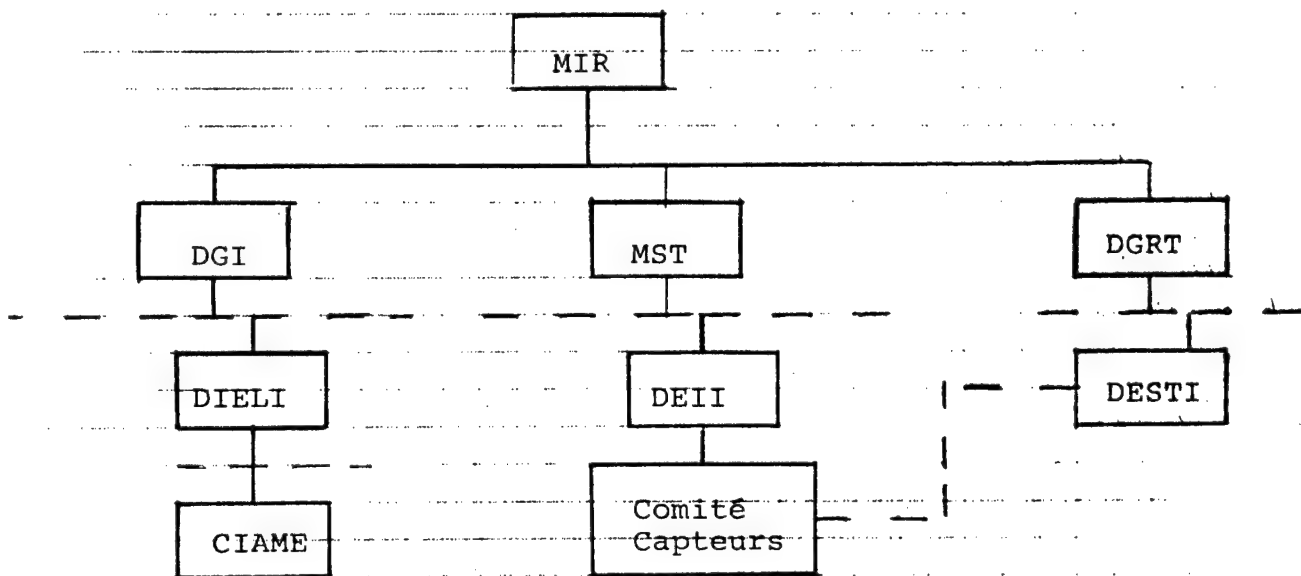 MIR
DGI
MST
DGRT
DIELI
DEII
DESTI
CIAME
Comité
Capteurs